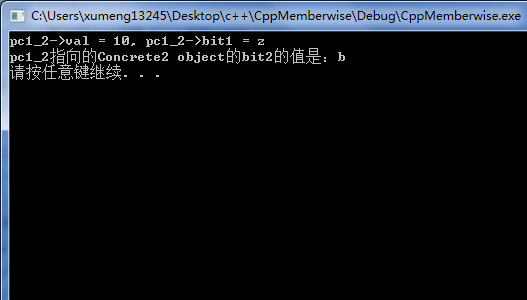 C:\Users\xumeng13245\Desktop\c++\CppMemberwise\Debug\CppMemberwise.exe
pc1_2->val = 10, pc1_2->bit1 = z
pc1_2指向的Concrete2 object的bit2的值是：b
请按任意键继续. . .